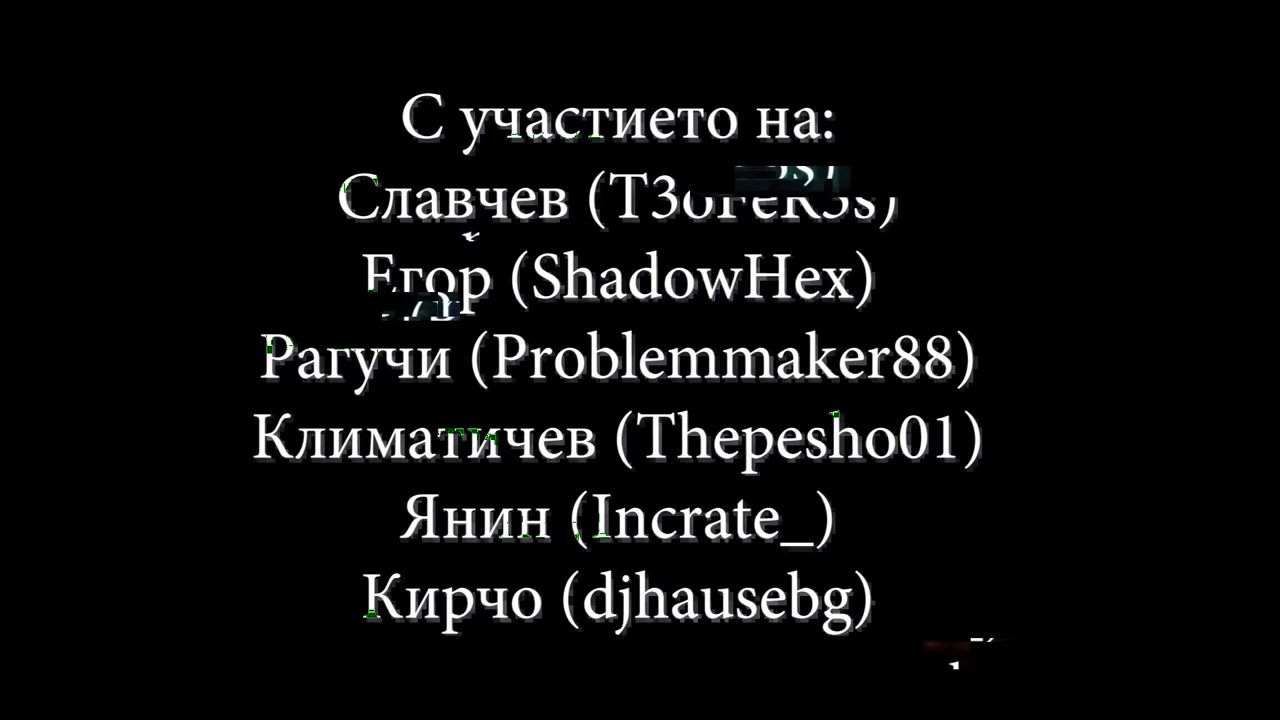 С участието на:
Славчев
Егор (ShadowHex)
Рагучи (Problemmaker88)
Климатичев (Thepesho01)
Янин (Incrate_)
Кирчо (djhausebg)